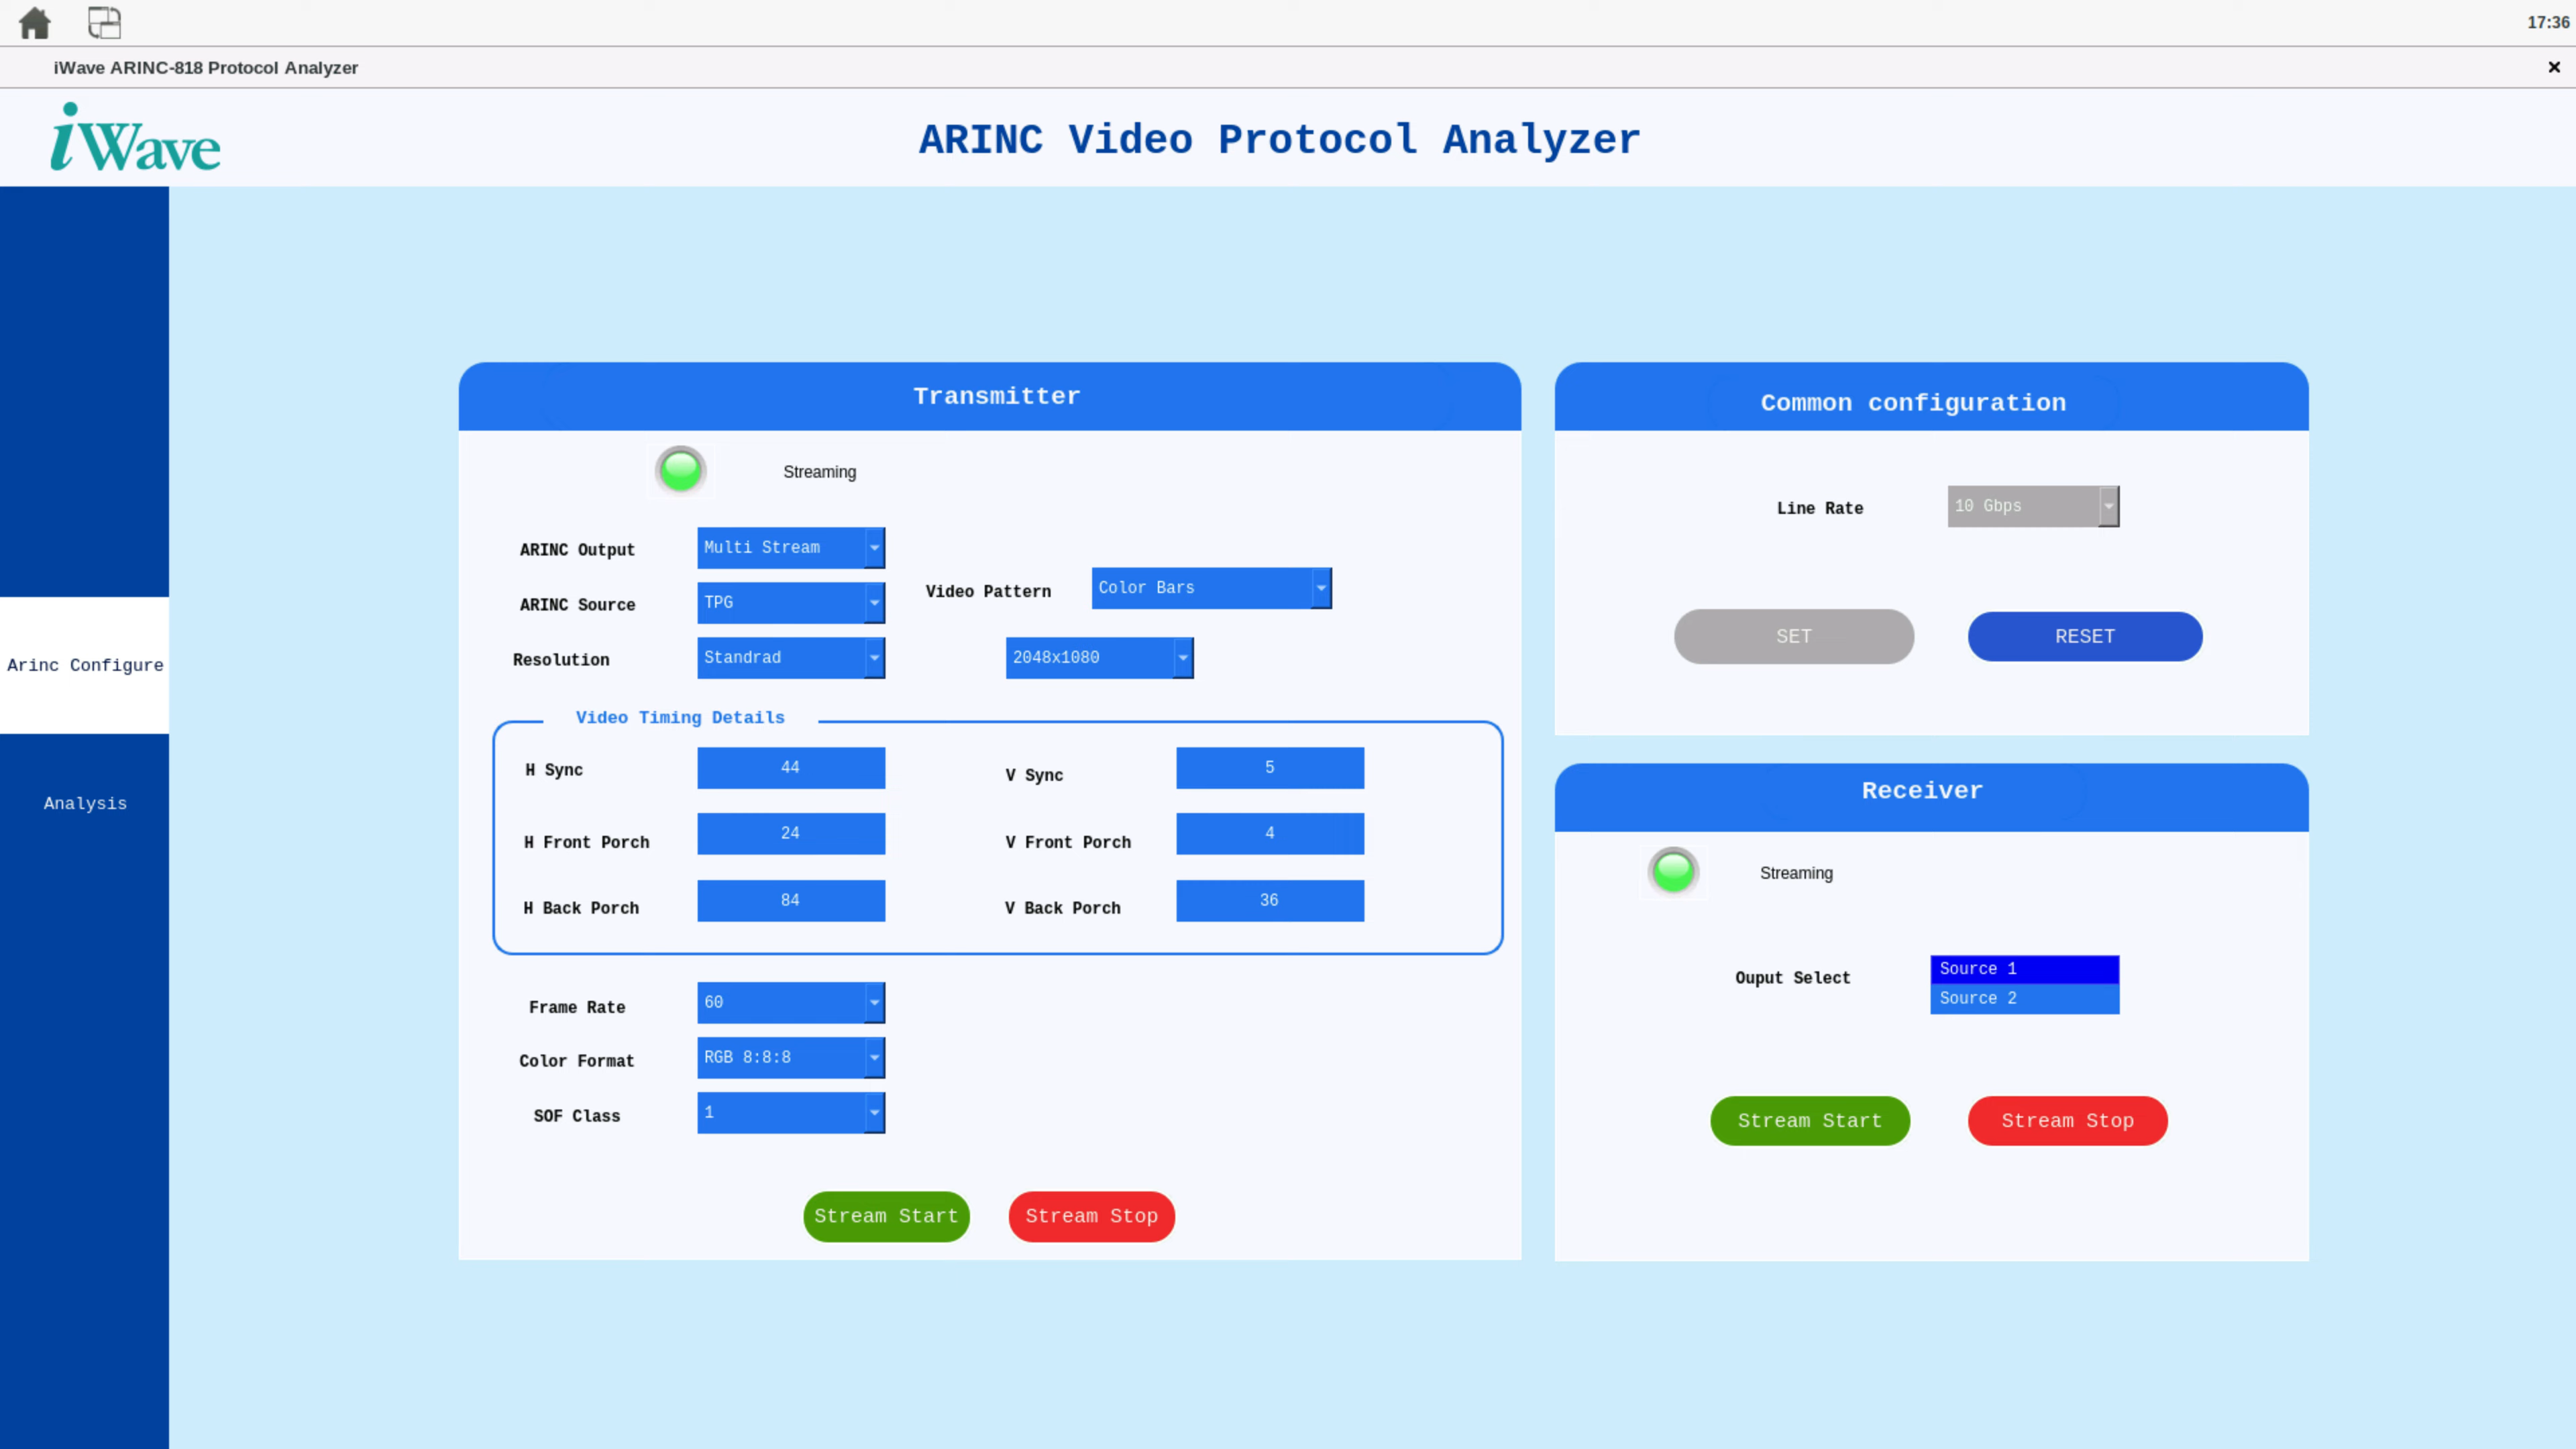 17:36
iWave ARINC-818 Protocol Analyzer
iWave
ARINC Video Protocol Analyzer
Arinc Configure
Analysis
Transmitter
Streaming
ARINC Output Multi Stream
ARINC Source TPG
Video Pattern Color Bars
Resolution Standrad 2048x1080
Video Timing Details
H Sync 44 V Sync 5
H Front Porch 24 V Front Porch 4
H Back Porch 84 V Back Porch 36
Frame Rate 60
Color Format RGB 8:8:8
SOF Class 1
Stream Start Stream Stop
Common configuration
Line Rate 10 Gbps
SET RESET
Receiver
Streaming
Ouput Select Source 1
Source 2
Stream Start Stream Stop